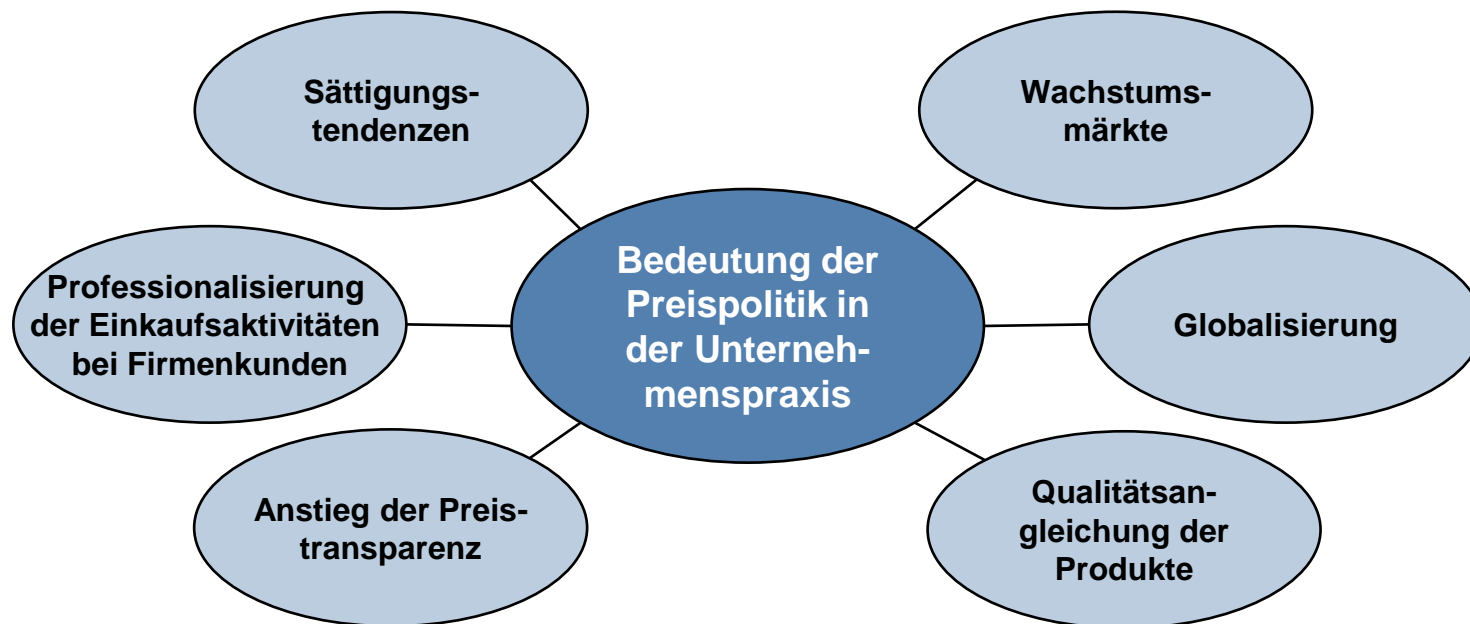 Sättigungs-
tendenzen
Wachstums-
märkte
Professionalisierung
der Einkaufsaktivitäten
bei Firmenkunden
Bedeutung der
Preispolitik in
der Unterneh-
menspraxis
Globalisierung
Anstieg der Preis-
transparenz
Qualitätsan-
gleichung der
Produkte